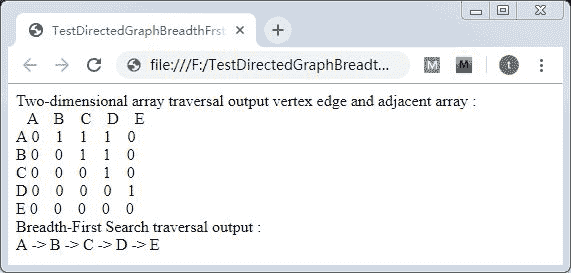 TestDirectedGraphBreadthFrst
file:///F:/TestDirectedGraphBreadt...
M
M
t
Two-dimensional array traversal output vertex edge and adjacent array :
A B C D E
A 0 1 1 1 0
B 0 0 1 1 0
C 0 0 0 1 0
D 0 0 0 0 1
E 0 0 0 0 0
Breadth-First Search traversal output :
A -> B -> C -> D -> E